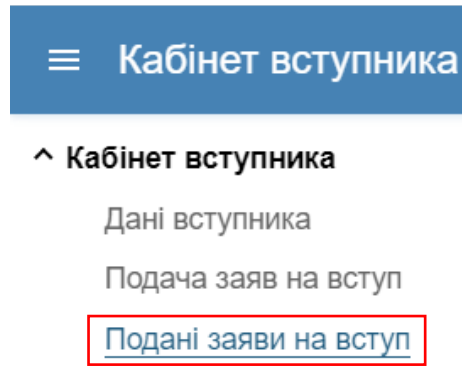 Кабінет вступника
Кабінет вступника
Дані вступника
Подача заяв на вступ
Подані заяви на вступ